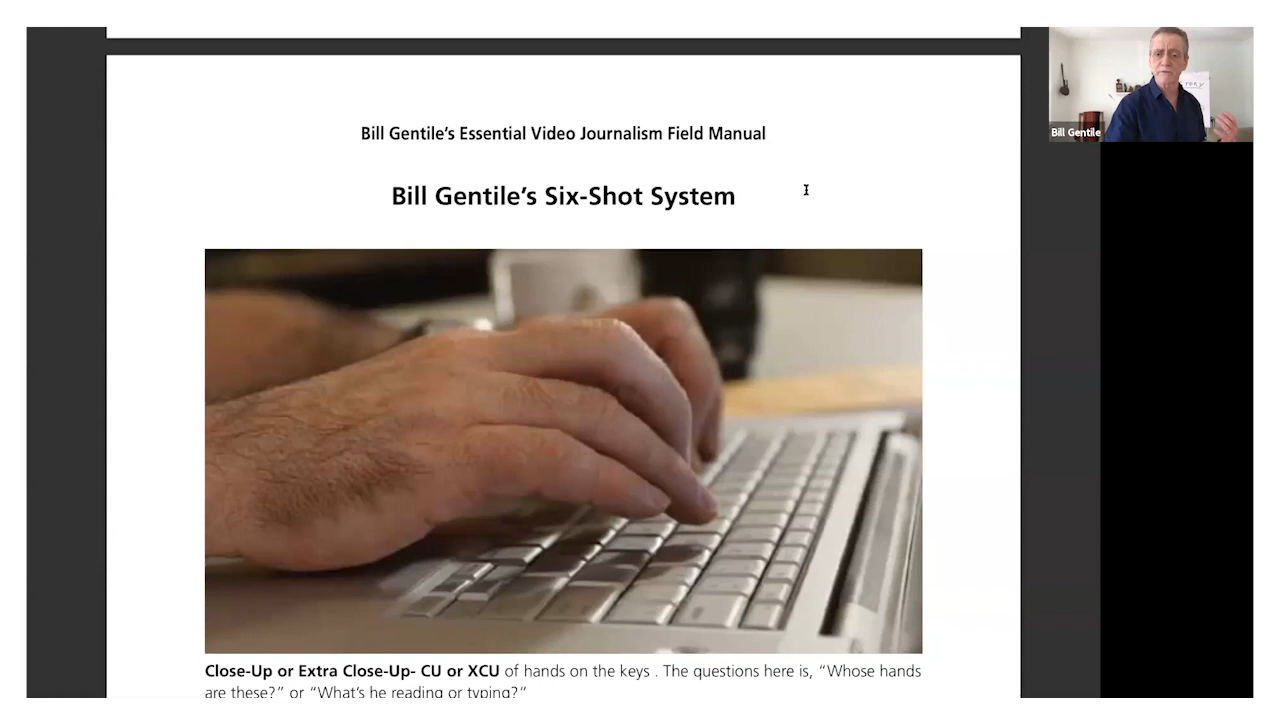 Bill Gentile’s Essential Video Journalism Field Manual
Bill Gentile’s Six-Shot System
Bill Gentile
Close-Up or Extra Close-Up- CU or XCU of hands on the keys . The questions here is, “Whose hands
are these?” or “What’s he reading or typing?”